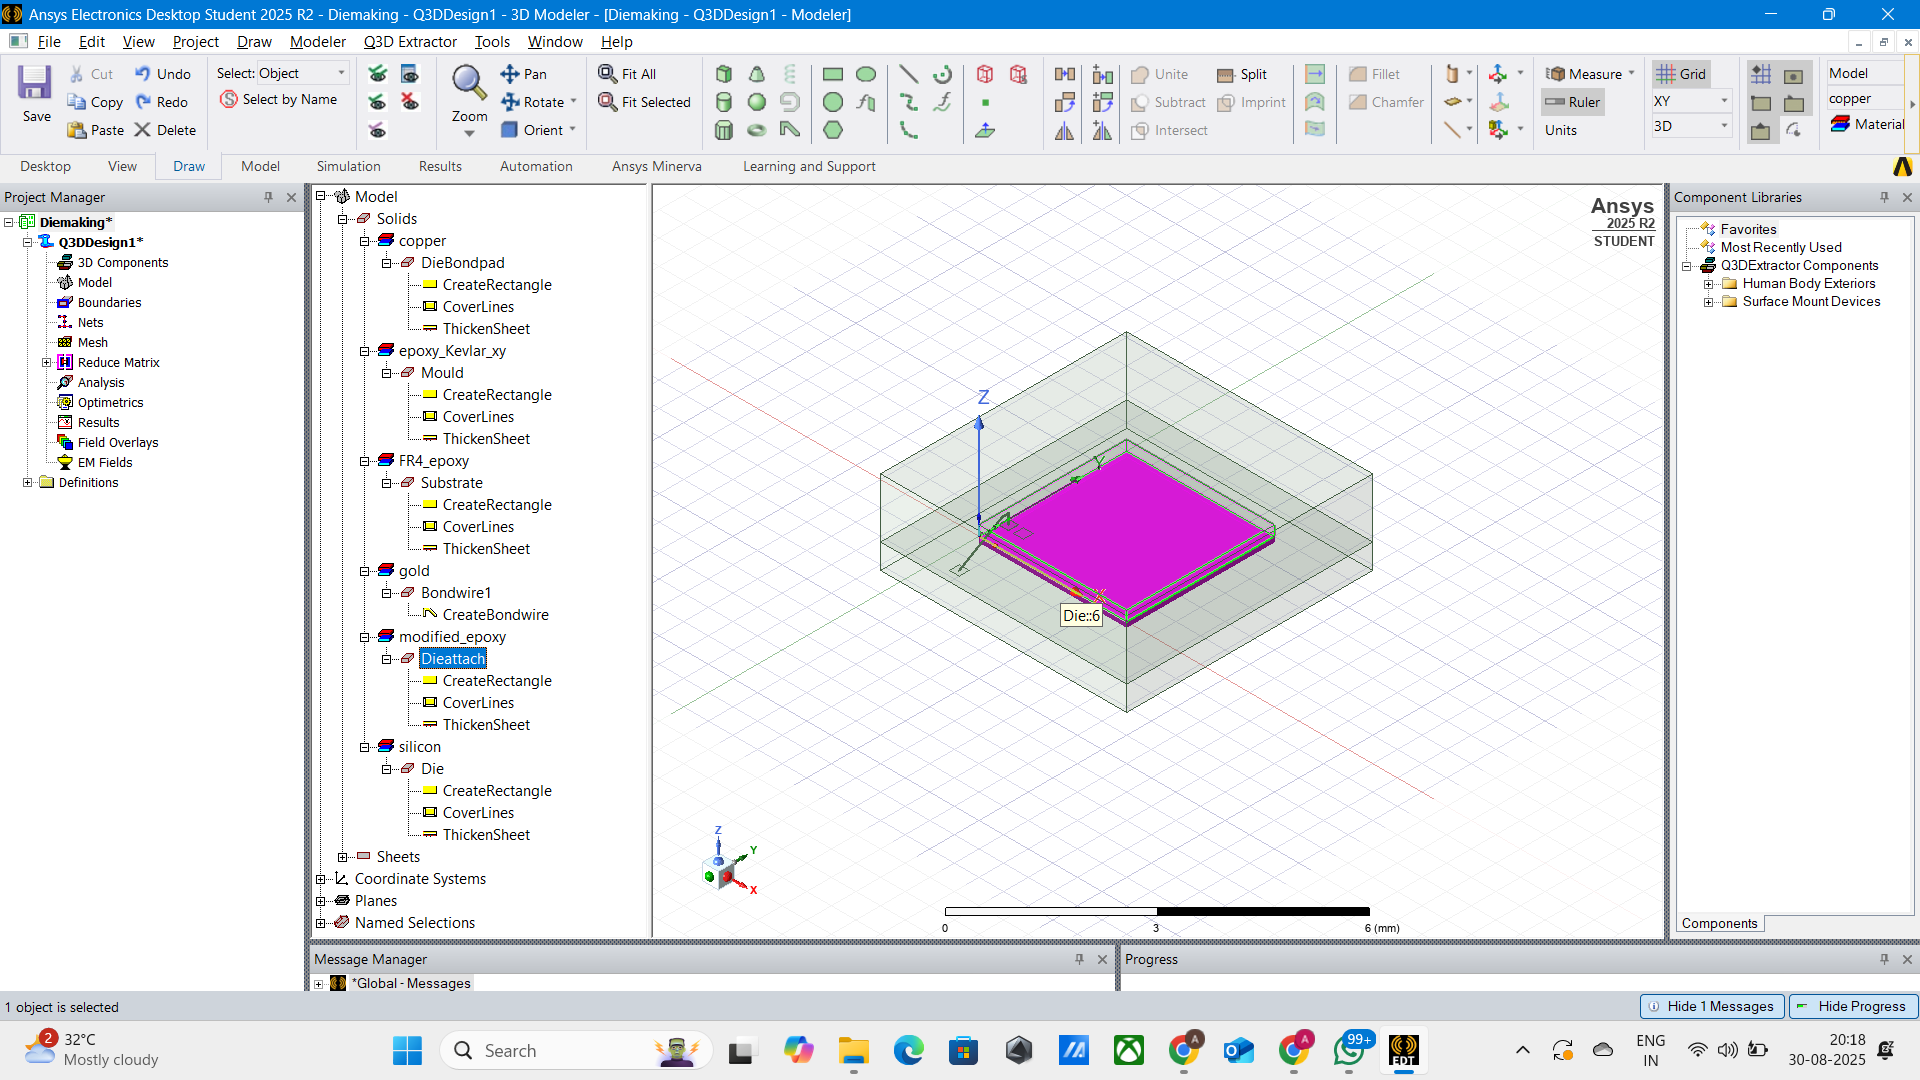 Ansys Electronics Desktop Student 2025 R2 - Diemaking - Q3DDesign1 - 3D Modeler - [Diemaking - Q3DDesign1 - Modeler]
File Edit View Project Draw Modeler Q3D Extractor Tools Window Help
Save
Cut
Copy
Paste
Undo
Redo
Delete
Select: Object
Select by Name
Zoom
Pan
Rotate
Orient
Fit All
Fit Selected
Unite
Subtract
Intersect
Split
Imprint
Fillet
Chamfer
Measure
Ruler
Units
Grid
XY
3D
Model
copper
Material
Desktop View Draw Model Simulation Results Automation Ansys Minerva Learning and Support
Project Manager
Diemaking*
Q3DDesign1*
3D Components
Model
Boundaries
Nets
Mesh
Reduce Matrix
Analysis
Optimetrics
Results
Field Overlays
EM Fields
Definitions
Model
Solids
copper
DieBondpad
CreateRectangle
CoverLines
ThickenSheet
epoxy_Kevlar_xy
Mould
CreateRectangle
CoverLines
ThickenSheet
FR4_epoxy
Substrate
CreateRectangle
CoverLines
ThickenSheet
gold
Bondwire1
CreateBondwire
modified_epoxy
Dieattach
CreateRectangle
CoverLines
ThickenSheet
silicon
Die
CreateRectangle
CoverLines
ThickenSheet
Sheets
Coordinate Systems
Planes
Named Selections
Ansys
2025 R2
STUDENT
Z
Y
X
Die::6
Z
Y
X
0 3 6 (mm)
Component Libraries
Favorites
Most Recently Used
Q3DExtractor Components
Human Body Exteriors
Surface Mount Devices
Components
Message Manager
*Global - Messages
Progress
1 object is selected
Hide 1 Messages
Hide Progress
2
32°C
Mostly cloudy
Search
A
A
99+
EDT
ENG
IN
20:18
30-08-2025